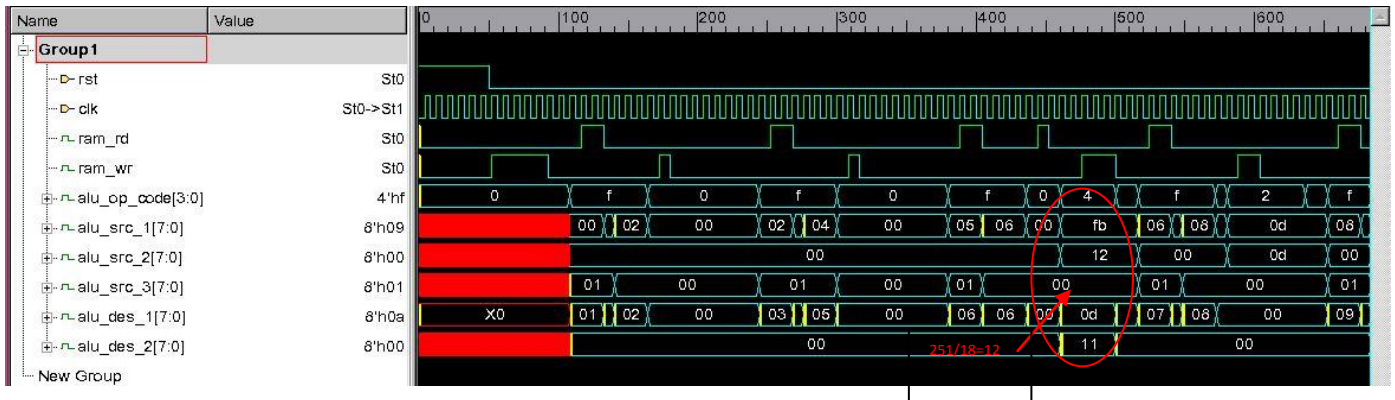 Name Value 0 100 200 300 400 500 600
Group1
rst St0
clk St0->St1
ram_rd St0
ram_wr St0
alu_op_code[3:0] 4'hf 0 f 0 f 0 f 0 4 f 2 f
alu_src_1[7:0] 8'h09 00 02 00 02 04 00 05 06 00 fb 06 08 0d 08
alu_src_2[7:0] 8'h00 00 12 00 0d 00
alu_src_3[7:0] 8'h01 01 00 01 00 01 00 01 00 01
alu_des_1[7:0] 8'h0a X0 01 02 00 03 05 00 06 06 00 0d 07 08 00 09
alu_des_2[7:0] 8'h00 00 11 00
251/18=12
New Group